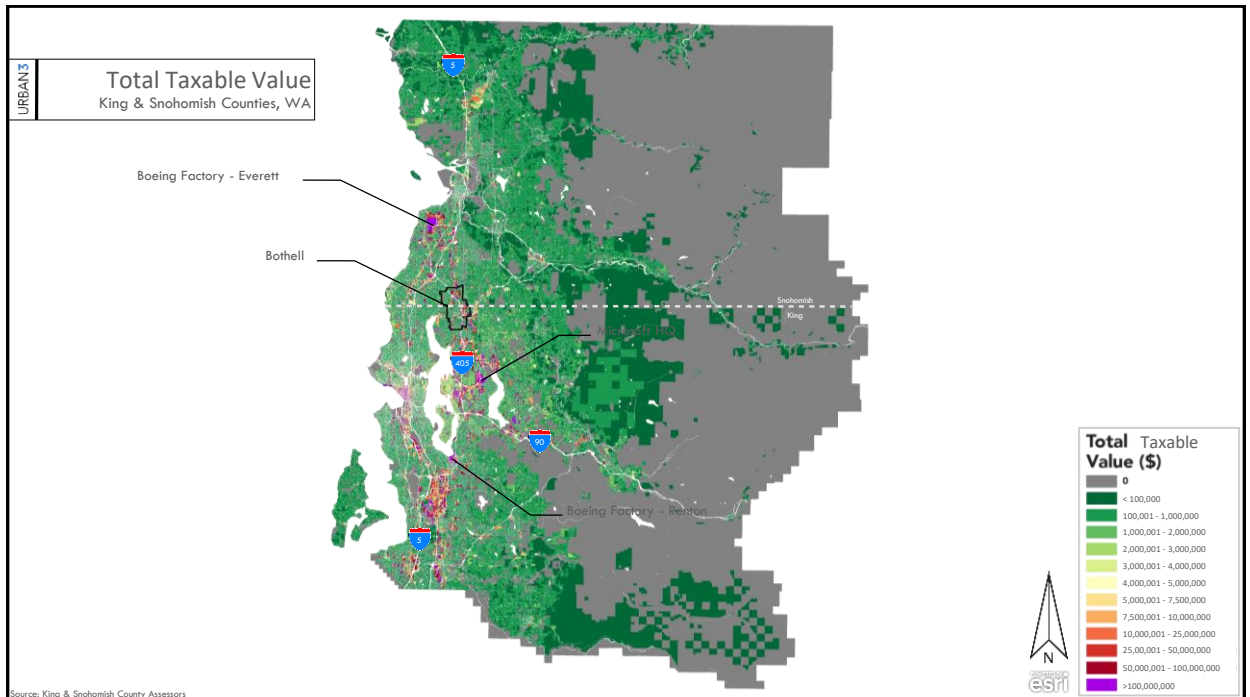 URBAN3
Total Taxable Value
King & Snohomish Counties, WA
5
Boeing Factory - Everett
Bothell
Snohomish
King
Microsoft HQ
405
90
Boeing Factory - Renton
5
Total Taxable
Value ($)
0
< 100,000
100,001 - 1,000,000
1,000,001 - 2,000,000
2,000,001 - 3,000,000
3,000,001 - 4,000,000
4,000,001 - 5,000,000
5,000,001 - 7,500,000
7,500,001 - 10,000,000
10,000,001 - 25,000,000
25,00,001 - 50,000,000
50,000,001 - 100,000,000
>100,000,000
N
esri
Source: King & Snohomish County Assessors